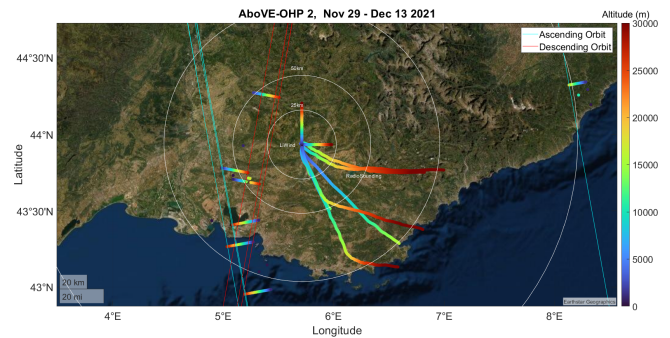 AboVE-OHP 2, Nov 29 - Dec 13 2021
Altitude (m)
Ascending Orbit
Descending Orbit
50km
25km
LiWind
RadioSounding
20 km
20 mi
Earthstar Geographics
44°30'N
44°N
43°30'N
43°N
Latitude
4°E
5°E
6°E
7°E
8°E
Longitude
30000
25000
20000
15000
10000
5000
0